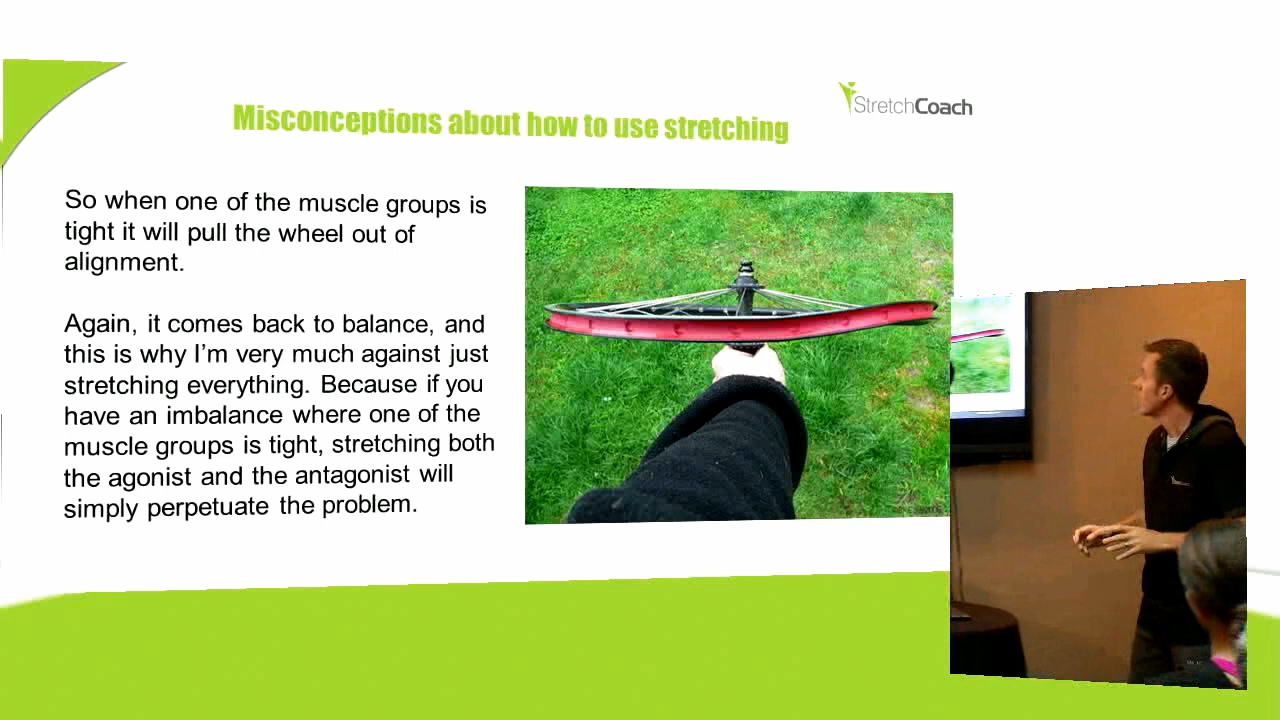 Misconceptions about how to use stretching
StretchCoach
So when one of the muscle groups is
tight it will pull the wheel out of
alignment.
Again, it comes back to balance, and
this is why I'm very much against just
stretching everything. Because if you
have an imbalance where one of the
muscle groups is tight, stretching both
the agonist and the antagonist will
simply perpetuate the problem.